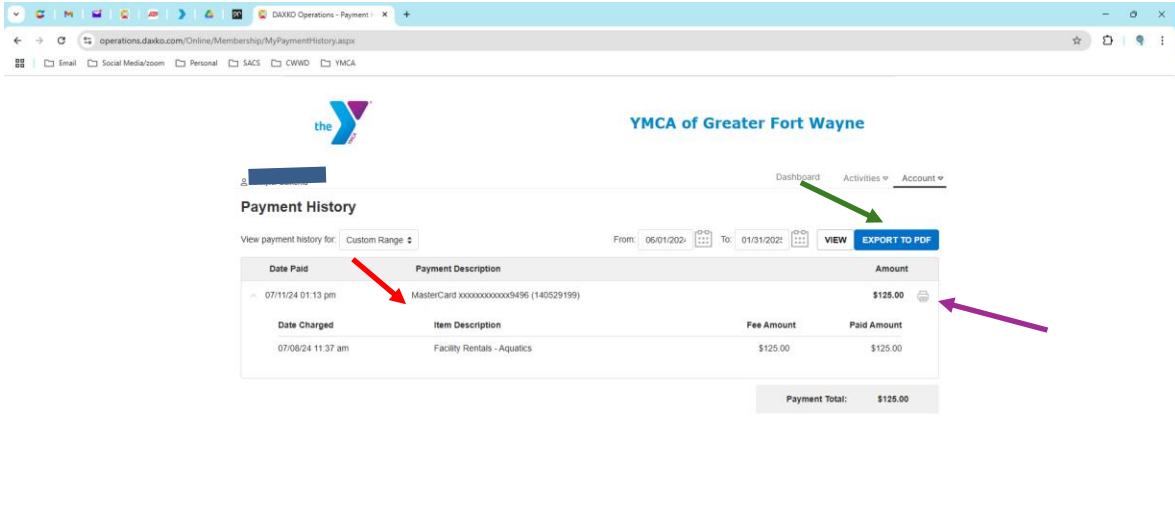 DAXKO Operations - Payment H
operations.daxko.com/Online/Membership/MyPaymentHistory.aspx
Email Social Media/zoom Personal SACS CWWD YMCA
the YMCA
YMCA of Greater Fort Wayne
Dashboard Activities Account
Payment History
View payment history for: Custom Range From: 06/01/202 To: 01/31/202 VIEW EXPORT TO PDF
Date Paid Payment Description Amount
07/11/24 01:13 pm MasterCard xxxxxxxxxxxx9496 (140529199) $125.00
Date Charged Item Description Fee Amount Paid Amount
07/08/24 11:37 am Facility Rentals - Aquatics $125.00 $125.00
Payment Total: $125.00